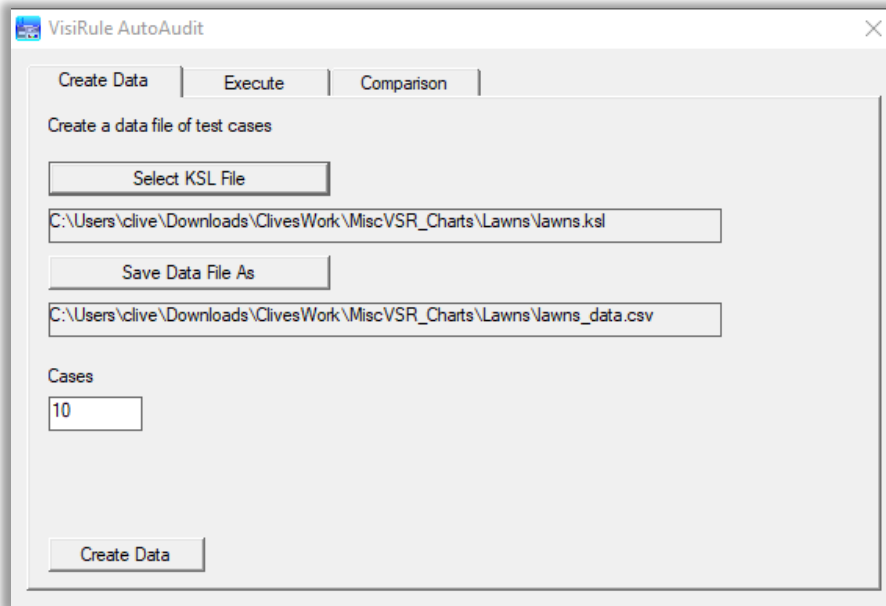 VisiRule AutoAudit
Create Data Execute Comparison
Create a data file of test cases
Select KSL File
C:\Users\clive\Downloads\ClivesWork\MiscVSR_Charts\Lawns\lawns.ksl
Save Data File As
C:\Users\clive\Downloads\ClivesWork\MiscVSR_Charts\Lawns\lawns_data.csv
Cases
10
Create Data